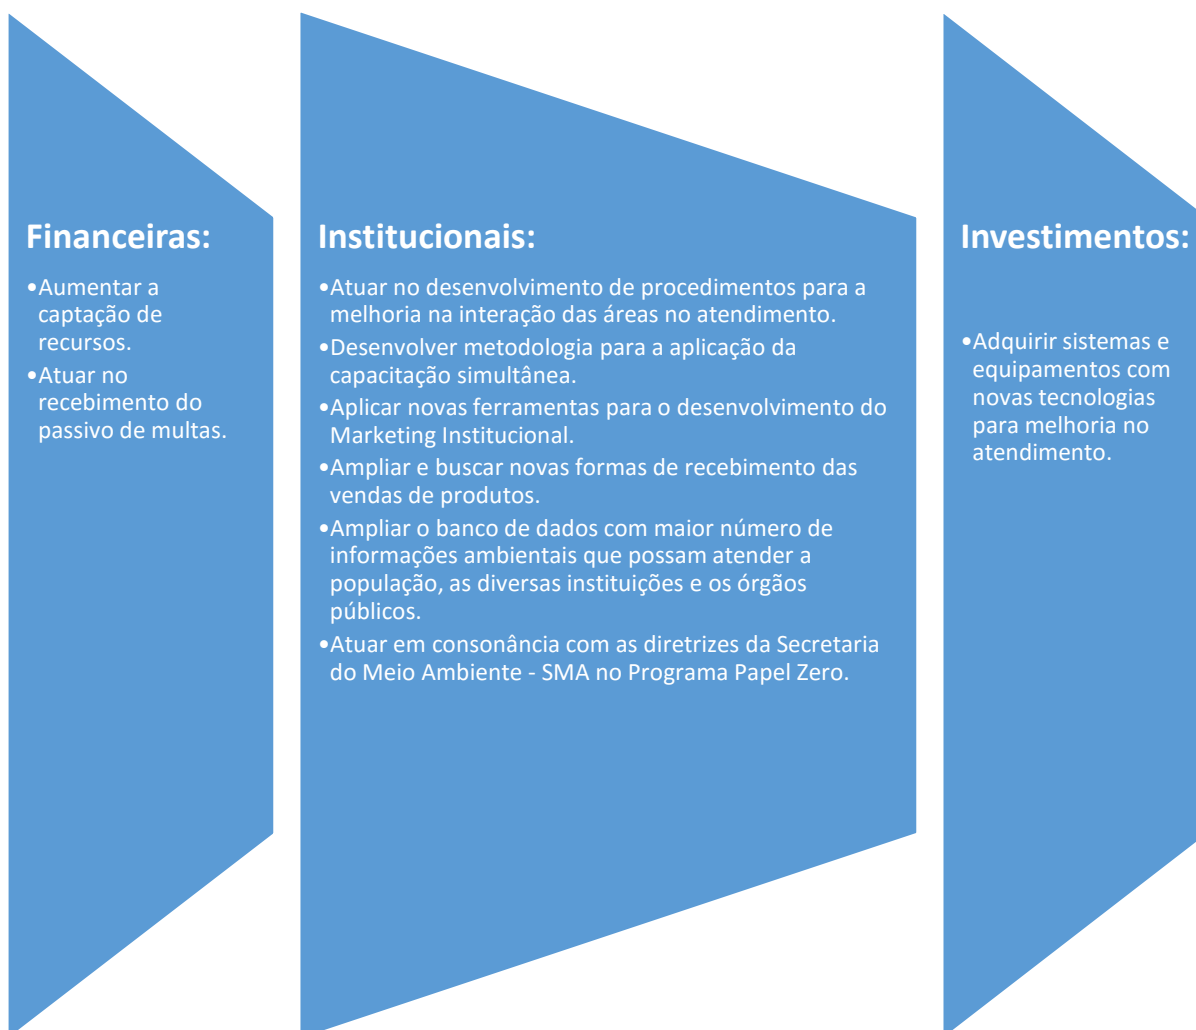 Financeiras:
•Aumentar a
captação de
recursos.
•Atuar no
recebimento do
passivo de multas.
Institucionais:
•Atuar no desenvolvimento de procedimentos para a
melhoria na interação das áreas no atendimento.
•Desenvolver metodologia para a aplicação da
capacitação simultânea.
•Aplicar novas ferramentas para o desenvolvimento do
Marketing Institucional.
•Ampliar e buscar novas formas de recebimento das
vendas de produtos.
•Ampliar o banco de dados com maior número de
informações ambientais que possam atender a
população, as diversas instituições e os órgãos
públicos.
•Atuar em consonância com as diretrizes da Secretaria
do Meio Ambiente - SMA no Programa Papel Zero.
Investimentos:
•Adquirir sistemas e
equipamentos com
novas tecnologias
para melhoria no
atendimento.